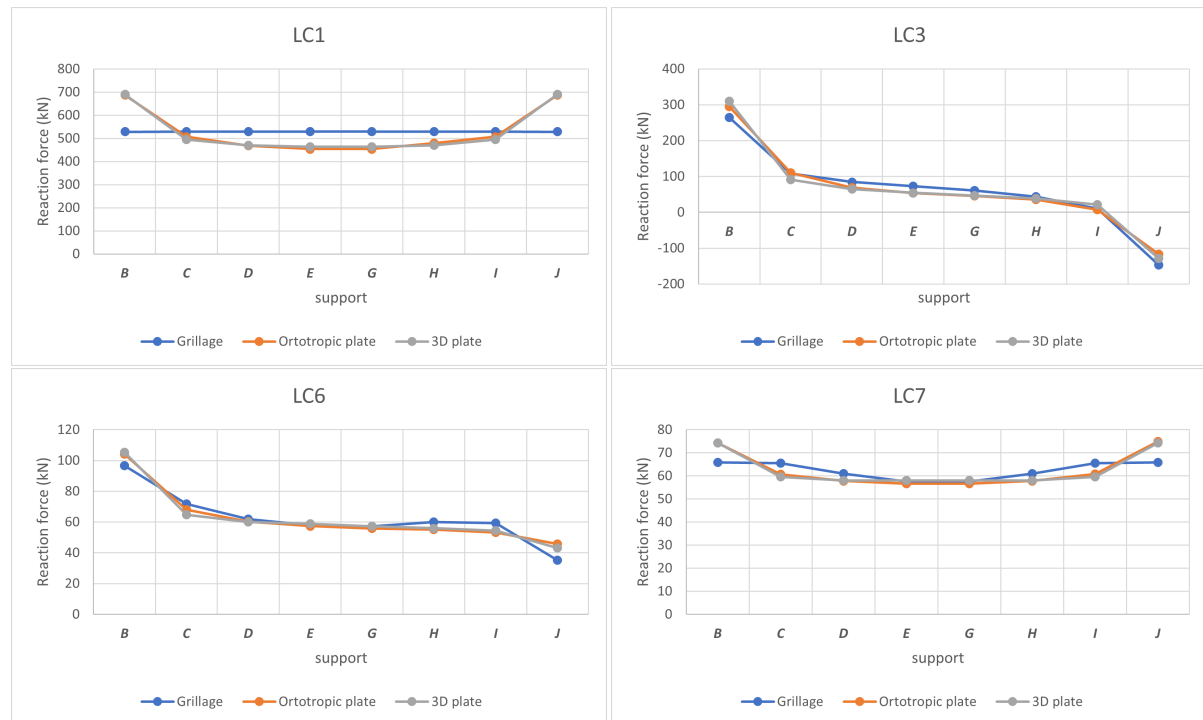 LC1
800
700
600
500
400
300
200
100
0
Reaction force (kN)
B C D E G H I J
support
Grillage Ortotropic plate 3D plate
LC3
400
300
200
100
0
-100
-200
Reaction force (kN)
B C D E G H I J
support
Grillage Ortotropic plate 3D plate
LC6
120
100
80
60
40
20
0
Reaction force (kN)
B C D E G H I J
support
Grillage Ortotropic plate 3D plate
LC7
80
70
60
50
40
30
20
10
0
Reaction force (kN)
B C D E G H I J
support
Grillage Ortotropic plate 3D plate